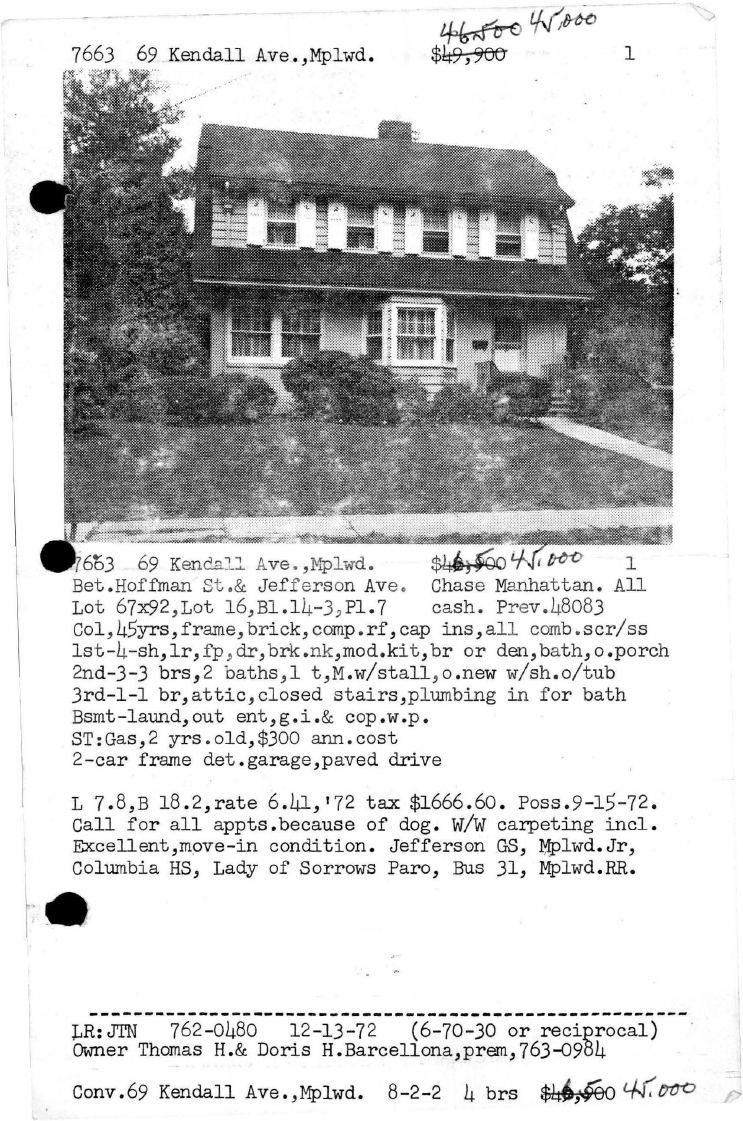 46.500 45,000
7663 69 Kendall Ave.,Mplwd. $49,900 1
7663 69 Kendall Ave.,Mplwd. 45,000 1
Bet.Hoffman St.& Jefferson Ave. Chase Manhattan. All
Lot 67x92,Lot 16,Bl.14-3,Pl.7 cash. Prev.48083
Col,45yrs,frame,brick,comp.rf,cap ins,all comb.scr/ss
1st-4-sh,lr,fp,dr,brk.nk,mod.kit,br or den,bath,o.porch
2nd-3-3 brs,2 baths,1 t,M.w/stall,o.new w/sh.o/tub
3rd-1-1 br,attic,closed stairs,plumbing in for bath
Bsmt-laund,out ent,g.i.& cop.w.p.
ST:Gas,2 yrs.old,$300 ann.cost
2-car frame det.garage,paved drive
L 7.8,B 18.2,rate 6.41,'72 tax $1666.60. Poss.9-15-72.
Call for all appts.because of dog. W/W carpeting incl.
Excellent,move-in condition. Jefferson GS, Mplwd.Jr,
Columbia HS, Lady of Sorrows Paro, Bus 31, Mplwd.RR.
LR:JTN 762-0480 12-13-72 (6-70-30 or reciprocal)
Owner Thomas H.& Doris H.Barcellona,prem,763-0984
Conv.69 Kendall Ave.,Mplwd. 8-2-2 4 brs 45,000